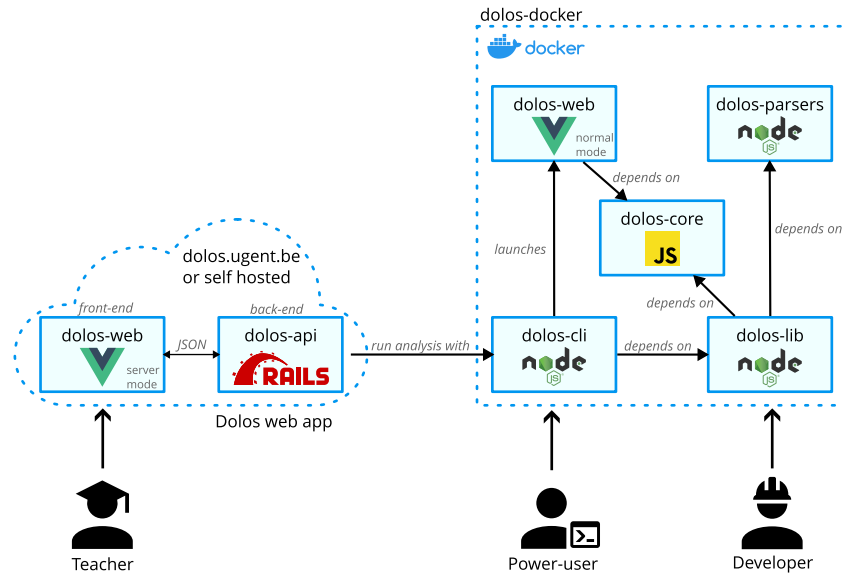 dolos-docker
docker
dolos-web
normal
mode
dolos-parsers
node
JS
depends on
dolos-core
JS
launches
depends on
depends on
dolos.ugent.be
or self hosted
front-end
back-end
dolos-web
server
mode
JSON
dolos-api
RAILS
run analysis with
dolos-cli
node
JS
depends on
dolos-lib
node
JS
Dolos web app
Teacher
Power-user
Developer